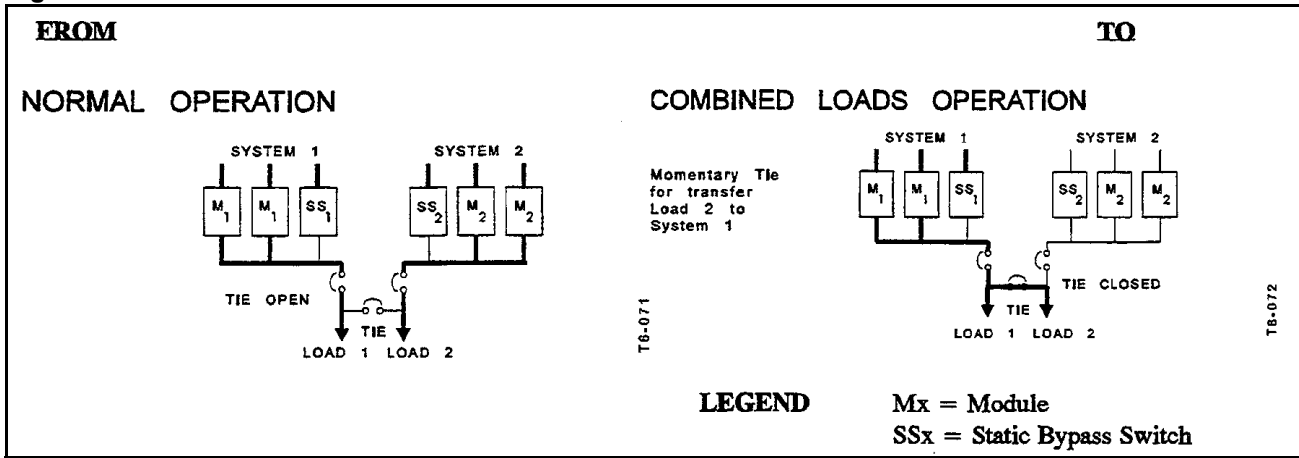 FROM
TO
NORMAL OPERATION
SYSTEM 1
SYSTEM 2
M1
M1
SS1
SS2
M2
M2
TIE OPEN
TIE
LOAD 1 LOAD 2
T6-071
COMBINED LOADS OPERATION
Momentary Tie
for transfer
Load 2 to
System 1
SYSTEM 1
SYSTEM 2
M1
M1
SS1
SS2
M2
M2
TIE CLOSED
TIE
LOAD 1 LOAD 2
T6-072
LEGEND
Mx = Module
SSx = Static Bypass Switch